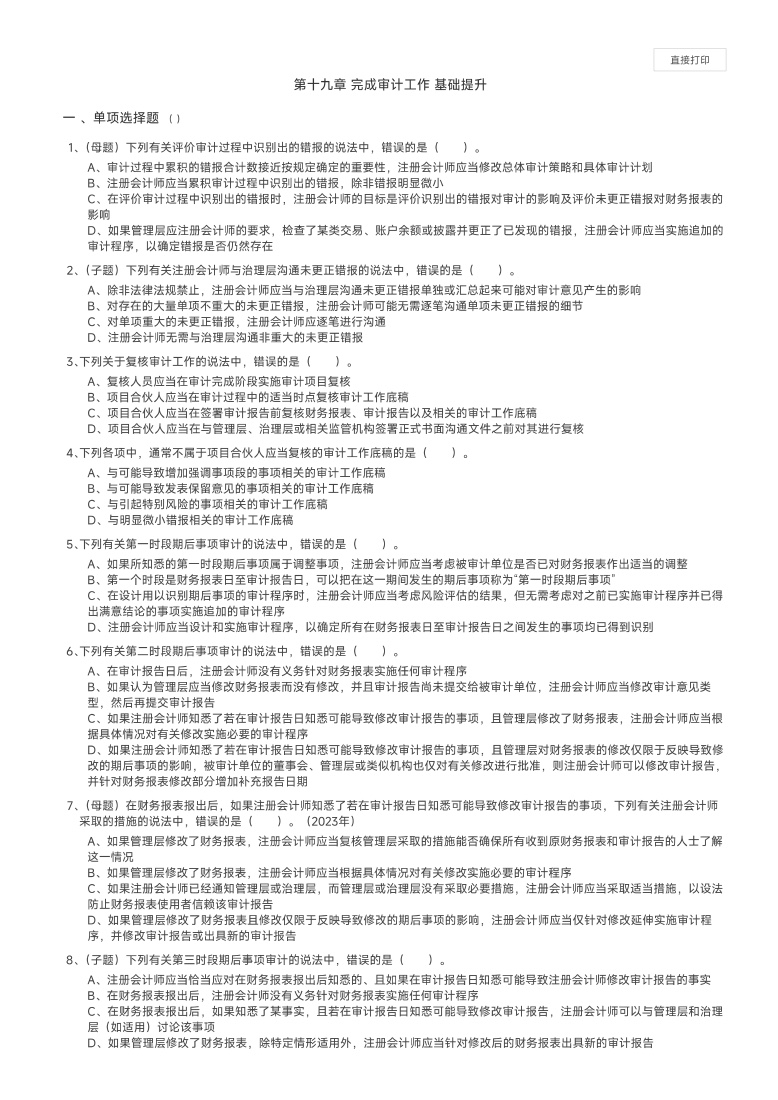 直接打印
第十九章 完成审计工作 基础提升
一 、单项选择题 （ ）
1、（母题）下列有关评价审计过程中识别出的错报的说法中，错误的是（　　）。
A、审计过程中累积的错报合计数接近按规定确定的重要性，注册会计师应当修改总体审计策略和具体审计计划
B、注册会计师应当累积审计过程中识别出的错报，除非错报明显微小
C、在评价审计过程中识别出的错报时，注册会计师的目标是评价识别出的错报对审计的影响及评价未更正错报对财务报表的
影响
D、如果管理层应注册会计师的要求，检查了某类交易、账户余额或披露并更正了已发现的错报，注册会计师应当实施追加的
审计程序，以确定错报是否仍然存在
2、（子题）下列有关注册会计师与治理层沟通未更正错报的说法中，错误的是（　　）。
A、除非法律法规禁止，注册会计师应当与治理层沟通未更正错报单独或汇总起来可能对审计意见产生的影响
B、对存在的大量单项不重大的未更正错报，注册会计师可能无需逐笔沟通单项未更正错报的细节
C、对单项重大的未更正错报，注册会计师应逐笔进行沟通
D、注册会计师无需与治理层沟通非重大的未更正错报
3、下列关于复核审计工作的说法中，错误的是（　　）。
A、复核人员应当在审计完成阶段实施审计项目复核
B、项目合伙人应当在审计过程中的适当时点复核审计工作底稿
C、项目合伙人应当在签署审计报告前复核财务报表、审计报告以及相关的审计工作底稿
D、项目合伙人应当在与管理层、治理层或相关监管机构签署正式书面沟通文件之前对其进行复核
4、下列各项中，通常不属于项目合伙人应当复核的审计工作底稿的是（　　）。
A、与可能导致增加强调事项段的事项相关的审计工作底稿
B、与可能导致发表保留意见的事项相关的审计工作底稿
C、与引起特别风险的事项相关的审计工作底稿
D、与明显微小错报相关的审计工作底稿
5、下列有关第一时段期后事项审计的说法中，错误的是（　　）。
A、如果所知悉的第一时段期后事项属于调整事项，注册会计师应当考虑被审计单位是否已对财务报表作出适当的调整
B、第一个时段是财务报表日至审计报告日，可以把在这一期间发生的期后事项称为“第一时段期后事项”
C、在设计用以识别期后事项的审计程序时，注册会计师应当考虑风险评估的结果，但无需考虑对之前已实施审计程序并已得
出满意结论的事项实施追加的审计程序
D、注册会计师应当设计和实施审计程序，以确定所有在财务报表日至审计报告日之间发生的事项均已得到识别
6、下列有关第二时段期后事项审计的说法中，错误的是（　　）。
A、在审计报告日后，注册会计师没有义务针对财务报表实施任何审计程序
B、如果认为管理层应当修改财务报表而没有修改，并且审计报告尚未提交给被审计单位，注册会计师应当修改审计意见类
型，然后再提交审计报告
C、如果注册会计师知悉了若在审计报告日知悉可能导致修改审计报告的事项，且管理层修改了财务报表，注册会计师应当根
据具体情况对有关修改实施必要的审计程序
D、如果注册会计师知悉了若在审计报告日知悉可能导致修改审计报告的事项，且管理层对财务报表的修改仅限于反映导致修
改的期后事项的影响，被审计单位的董事会、管理层或类似机构也仅对有关修改进行批准，则注册会计师可以修改审计报告，
并针对财务报表修改部分增加补充报告日期
7、（母题）在财务报表报出后，如果注册会计师知悉了若在审计报告日知悉可能导致修改审计报告的事项，下列有关注册会计师
采取的措施的说法中，错误的是（　　）。（2023年）
A、如果管理层修改了财务报表，注册会计师应当复核管理层采取的措施能否确保所有收到原财务报表和审计报告的人士了解
这一情况
B、如果管理层修改了财务报表，注册会计师应当根据具体情况对有关修改实施必要的审计程序
C、如果注册会计师已经通知管理层或治理层，而管理层或治理层没有采取必要措施，注册会计师应当采取适当措施，以设法
防止财务报表使用者信赖该审计报告
D、如果管理层修改了财务报表且修改仅限于反映导致修改的期后事项的影响，注册会计师应当仅针对修改延伸实施审计程
序，并修改审计报告或出具新的审计报告
8、（子题）下列有关第三时段期后事项审计的说法中，错误的是（　　）。
A、注册会计师应当恰当应对在财务报表报出后知悉的、且如果在审计报告日知悉可能导致注册会计师修改审计报告的事实
B、在财务报表报出后，注册会计师没有义务针对财务报表实施任何审计程序
C、在财务报表报出后，如果知悉了某事实，且若在审计报告日知悉可能导致修改审计报告，注册会计师可以与管理层和治理
层（如适用）讨论该事项
D、如果管理层修改了财务报表，除特定情形适用外，注册会计师应当针对修改后的财务报表出具新的审计报告